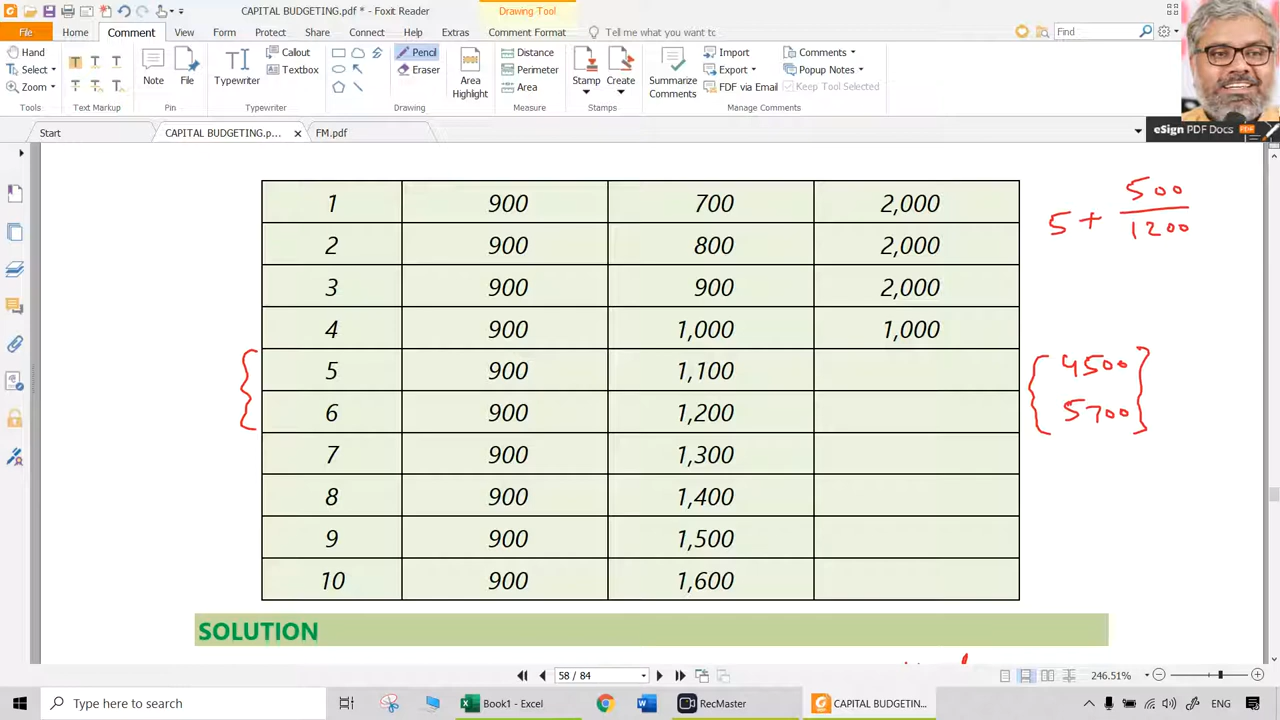 CAPITAL BUDGETING.pdf * - Foxit Reader
Drawing Tool
File Home Comment View Form Protect Share Connect Help Extras Comment Format Tell me what you want tc Find
Hand
Select
Zoom
Tools
T T T
T T T
Text Markup
Note File
Pin
Typewriter
Callout
Textbox
Typewriter
Pencil
Eraser
Drawing
Area Highlight
Distance
Perimeter
Area
Measure
Stamp Create
Stamps
Summarize Comments
Import
Export
FDF via Email
Comments
Popup Notes
Keep Tool Selected
Manage Comments
Start CAPITAL BUDGETING.p... FM.pdf
eSign PDF Docs
1 900 700 2,000
2 900 800 2,000
3 900 900 2,000
4 900 1,000 1,000
5 900 1,100
6 900 1,200
7 900 1,300
8 900 1,400
9 900 1,500
10 900 1,600
5 + 500
1200
4500
5700
SOLUTION
58 / 84 246.51%
Type here to search Book1 - Excel RecMaster CAPITAL BUDGETIN... ENG